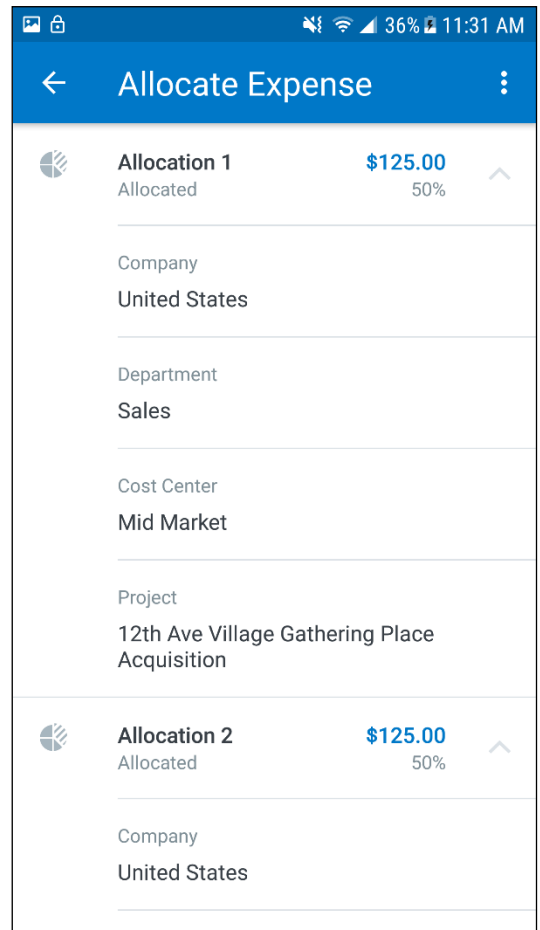 36% 11:31 AM
Allocate Expense
Allocation 1 $125.00
Allocated 50%
Company
United States
Department
Sales
Cost Center
Mid Market
Project
12th Ave Village Gathering Place
Acquisition
Allocation 2 $125.00
Allocated 50%
Company
United States